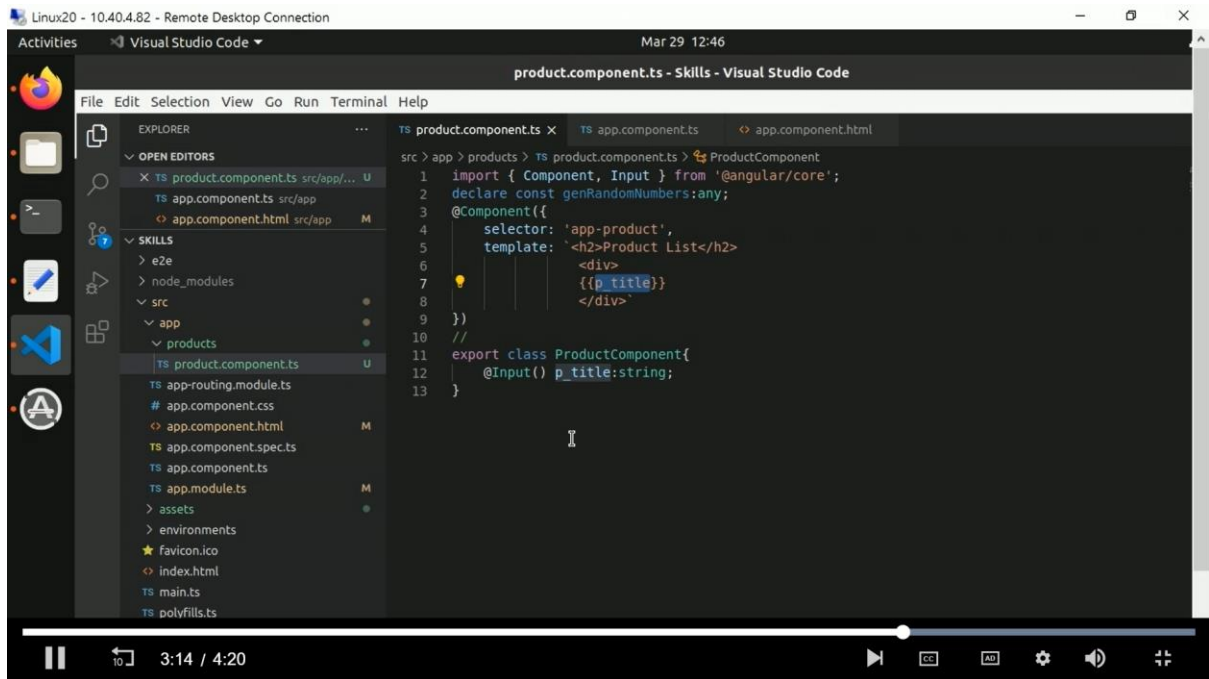 Linux20 - 10.40.4.82 - Remote Desktop Connection
Activities Visual Studio Code Mar 29 12:46
product.component.ts - Skills - Visual Studio Code
File Edit Selection View Go Run Terminal Help
EXPLORER ...
OPEN EDITORS
TS product.component.ts src/app/... U
TS app.component.ts src/app
<> app.component.html src/app M
SKILLS
> e2e
> node_modules
src
app
products
TS product.component.ts U
TS app-routing.module.ts
# app.component.css
<> app.component.html M
TS app.component.spec.ts
TS app.component.ts
TS app.module.ts M
> assets
> environments
favicon.ico
<> index.html
TS main.ts
TS polyfills.ts
7
TS product.component.ts × TS app.component.ts <> app.component.html
src > app > products > TS product.component.ts > ProductComponent
1 import { Component, Input } from '@angular/core';
2 declare const genRandomNumbers:any;
3 @Component({
4 selector: 'app-product',
5 template: `<h2>Product List</h2>
6 <div>
7 {{p_title}}
8 </div>`
9 })
10 //
11 export class ProductComponent{
12 @Input() p_title:string;
13 }
10 3:14 / 4:20 CC AD